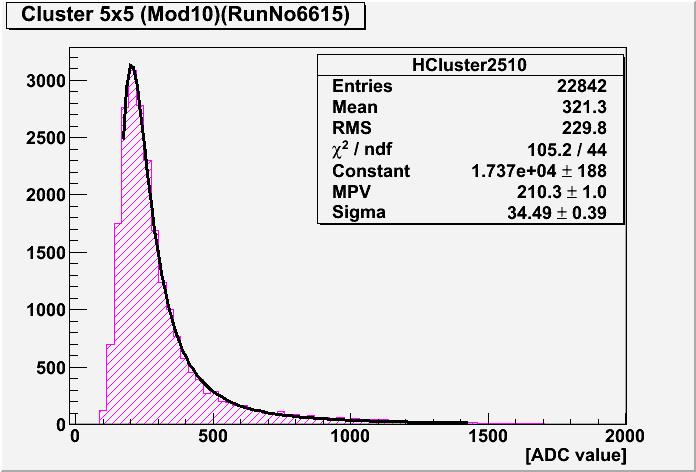 Cluster 5x5 (Mod10)(RunNo6615)
HCluster2510
Entries 22842
Mean 321.3
RMS 229.8
χ² / ndf 105.2 / 44
Constant 1.737e+04 ± 188
MPV 210.3 ± 1.0
Sigma 34.49 ± 0.39
3000
2500
2000
1500
1000
500
0
0 500 1000 1500 2000
[ADC value]